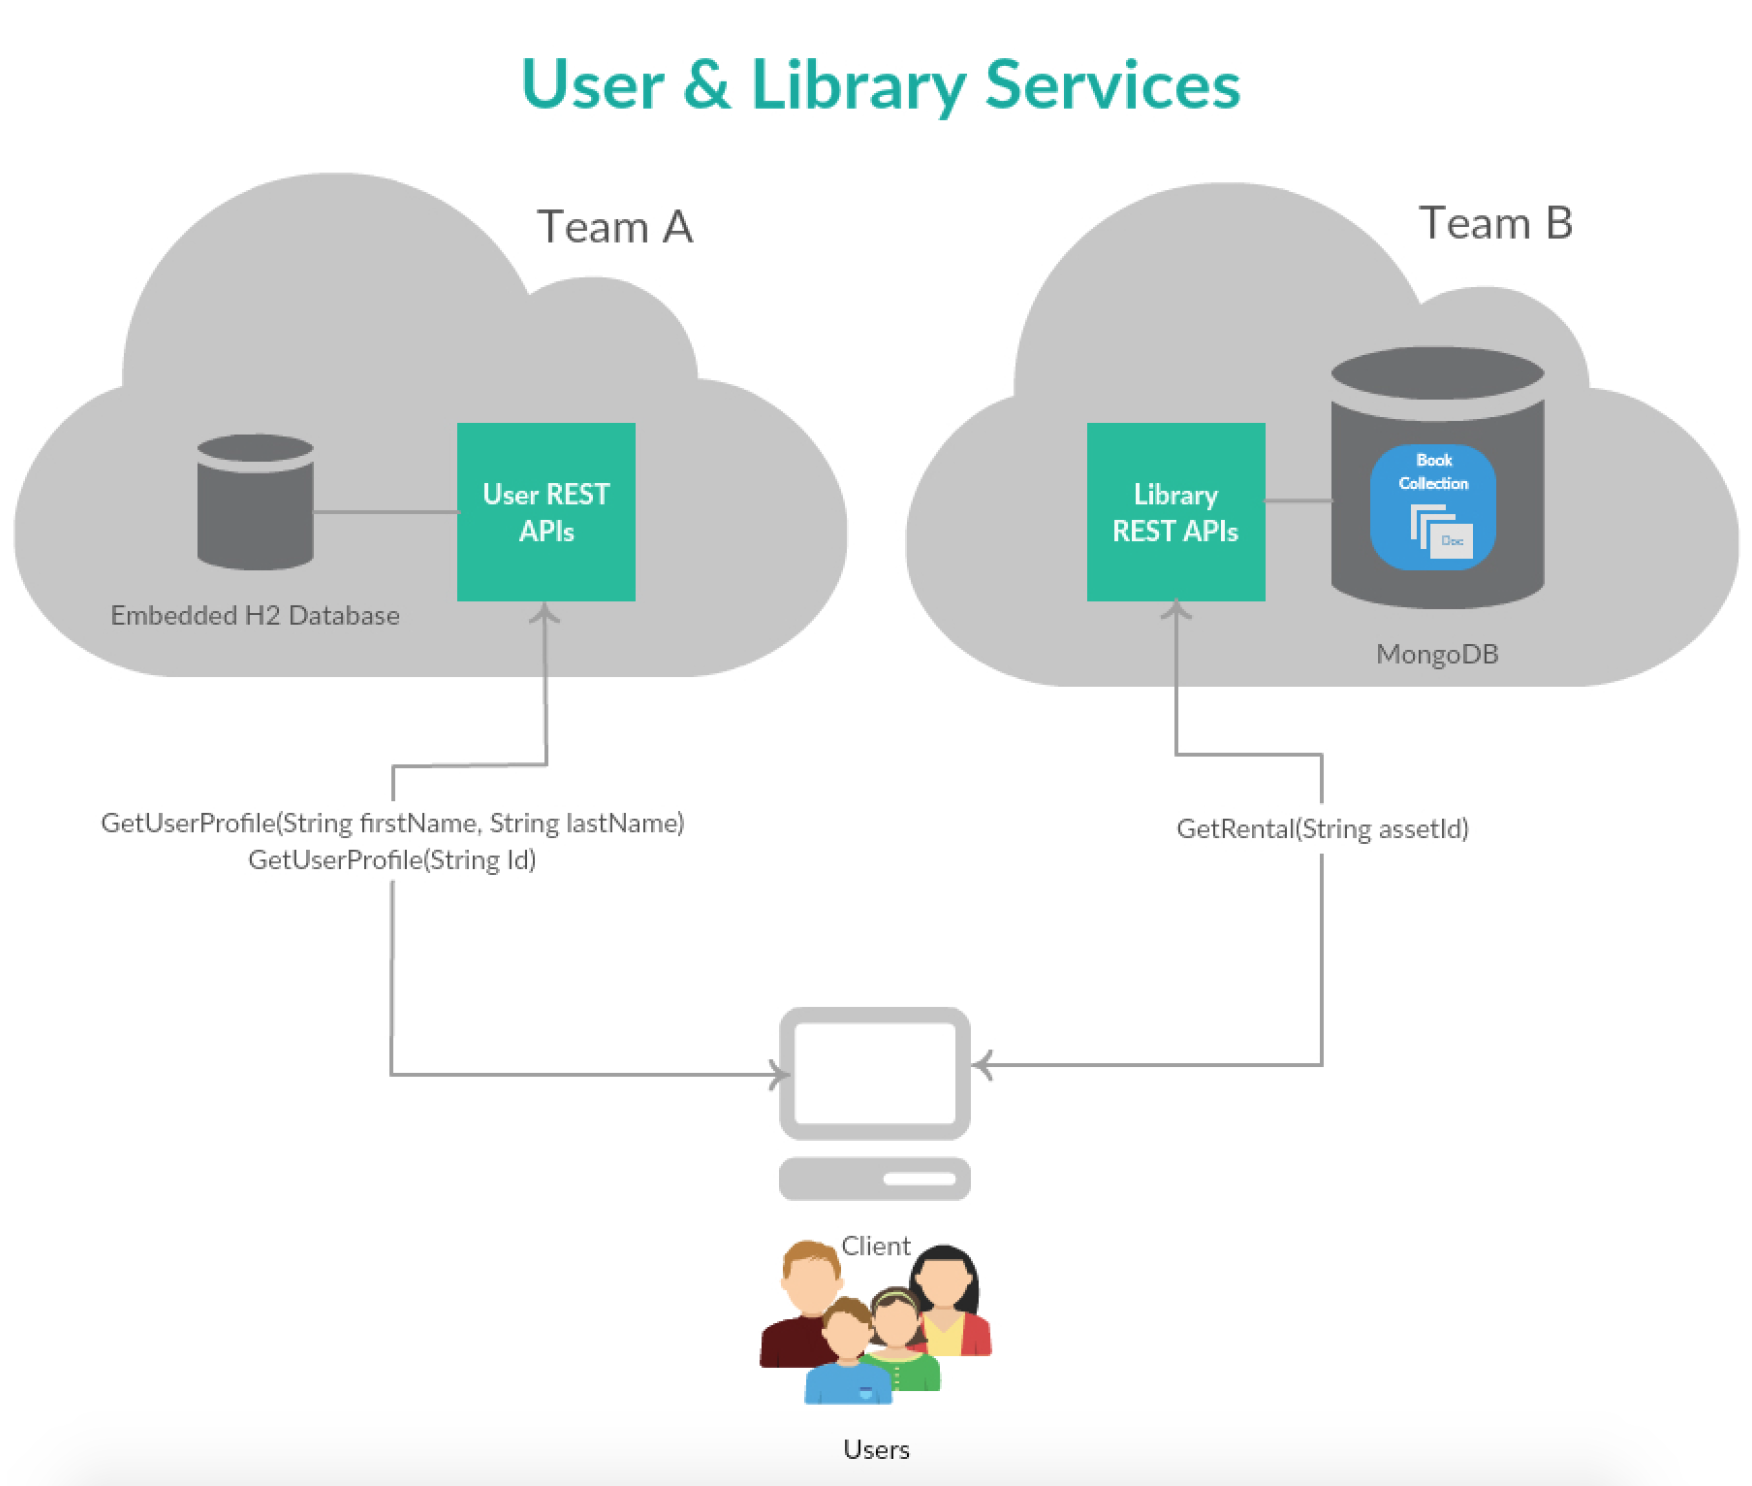 User & Library Services
Team A
Team B
User REST
APIs
Embedded H2 Database
Library
REST APIs
Book
Collection
Doc
MongoDB
GetUserProfile(String firstName, String lastName)
GetUserProfile(String Id)
GetRental(String assetId)
Client
Users